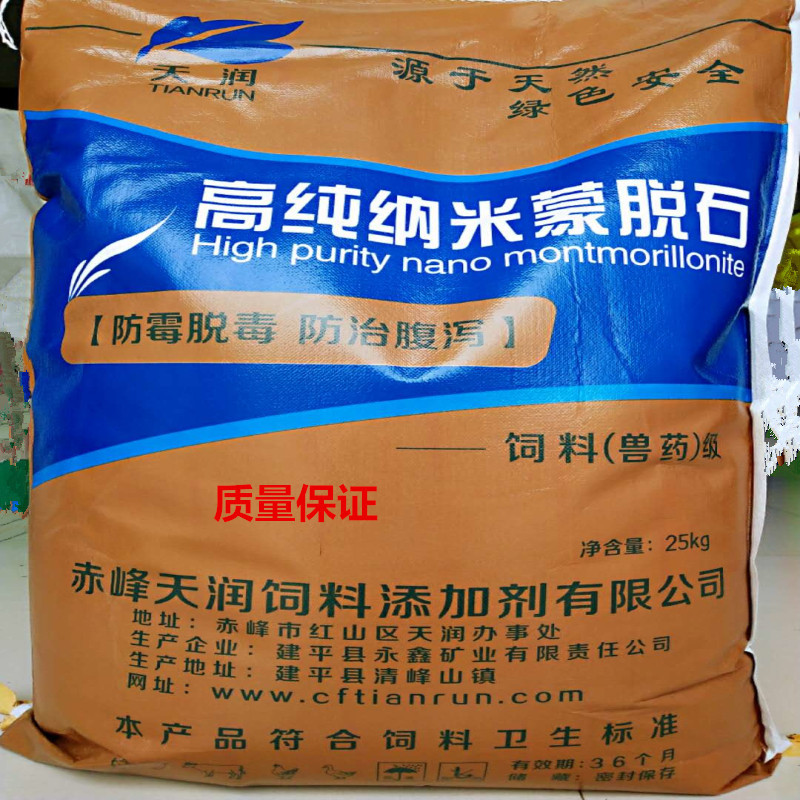 天润
TIANRUN
源于天然
绿色安全
高纯纳米蒙脱石
High purity nano montmorillonite
【防霉脱毒 防治腹泻】
——饲料(兽药)级
质量保证
净含量：25kg
赤峰天润饲料添加剂有限公司
地址：赤峰市红山区天润办事处
生产企业：建平县永鑫矿业有限责任公司
生产地址：建平县清峰山镇
网址：www.cftianrun.com
本产品符合饲料卫生标准
有效期：36个月
储藏：密封保存